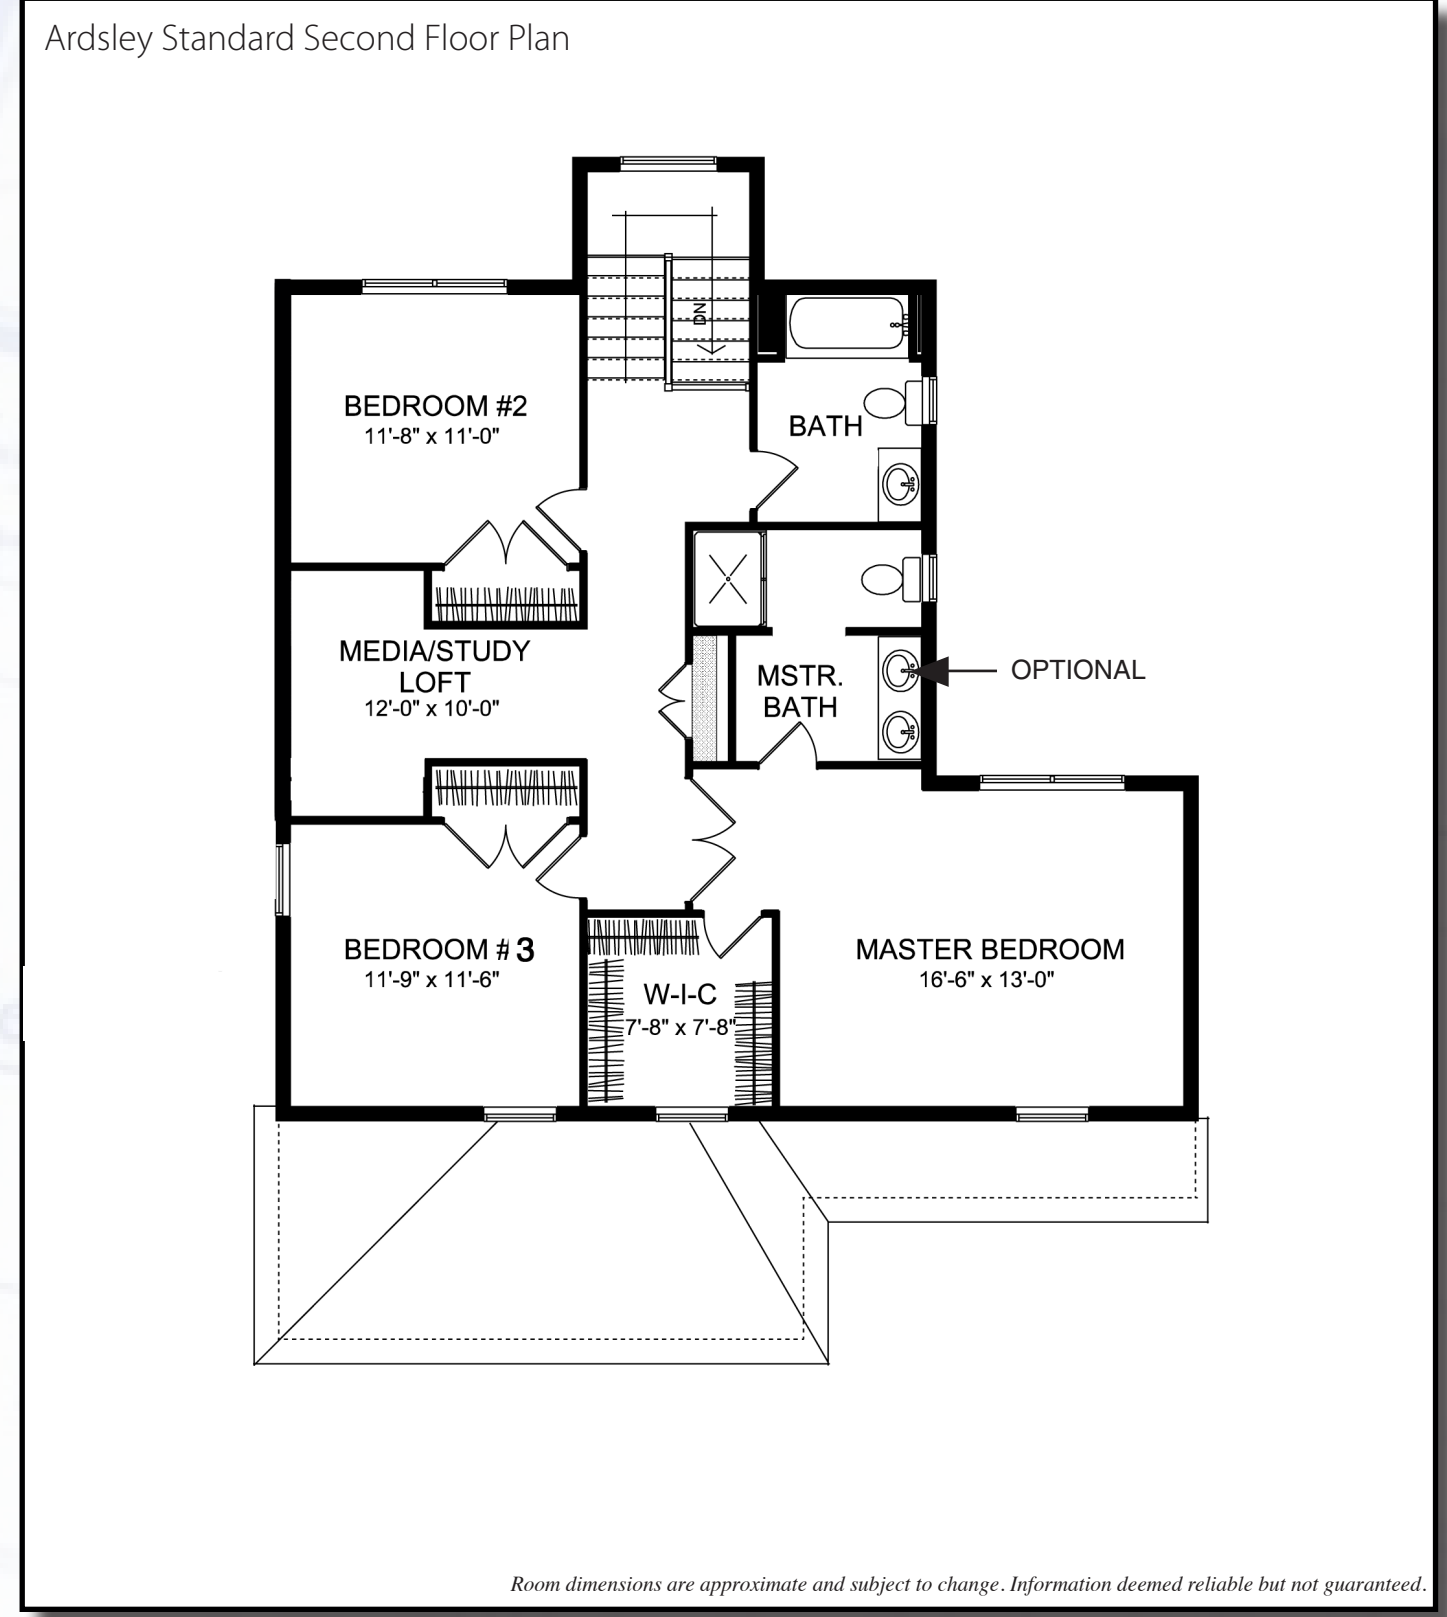 Ardsley Standard Second Floor Plan
DN
BEDROOM #2
11'-8" x 11'-0"
BATH
MEDIA/STUDY
LOFT
12'-0" x 10'-0"
MSTR.
BATH
OPTIONAL
BEDROOM # 3
11'-9" x 11'-6"
W-I-C
7'-8" x 7'-8"
MASTER BEDROOM
16'-6" x 13'-0"
Room dimensions are approximate and subject to change. Information deemed reliable but not guaranteed.